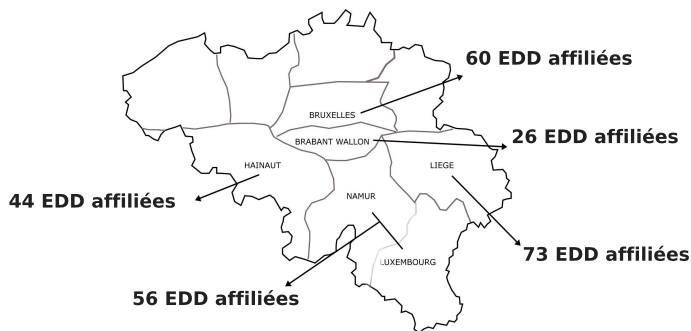 60 EDD affiliées
BRUXELLES
26 EDD affiliées
BRABANT WALLON
HAINAUT
LIEGE
44 EDD affiliées
NAMUR
73 EDD affiliées
LUXEMBOURG
56 EDD affiliées